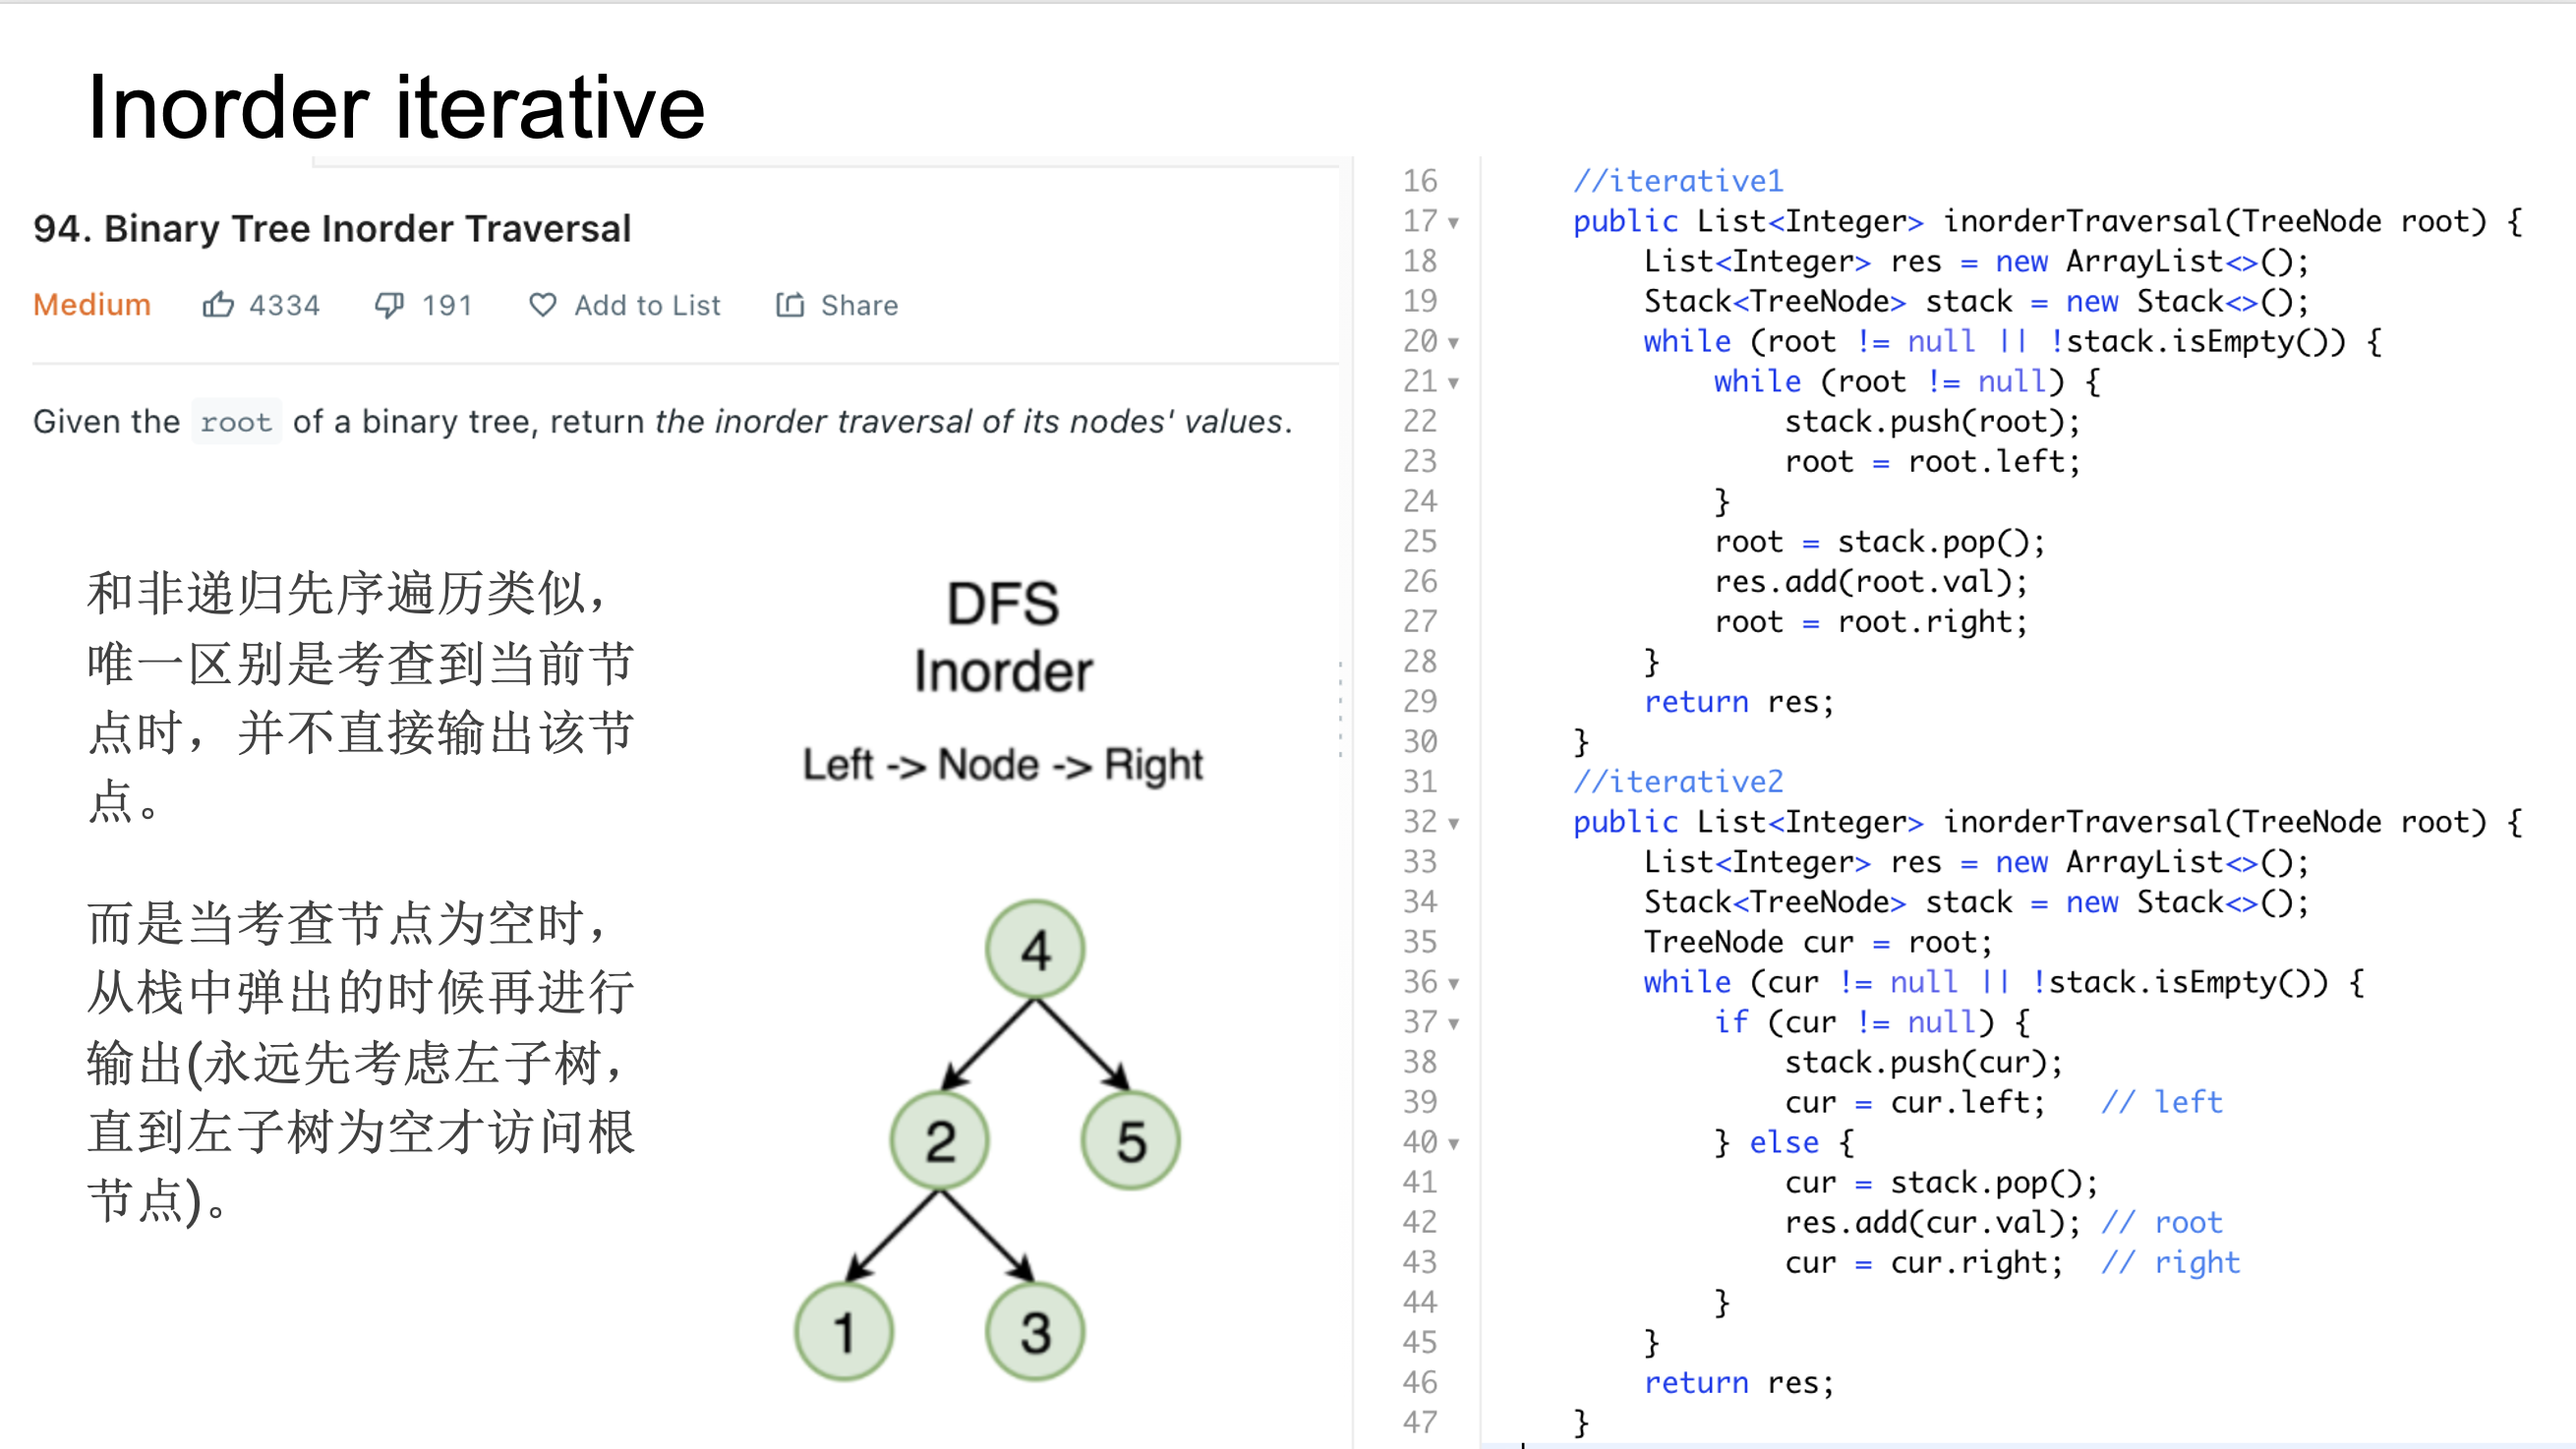 Inorder iterative
94. Binary Tree Inorder Traversal
Medium 4334 191 Add to List Share
Given the root of a binary tree, return the inorder traversal of its nodes' values.
和非递归先序遍历类似，
唯一区别是考查到当前节
点时，并不直接输出该节
点。
而是当考查节点为空时，
从栈中弹出的时候再进行
输出(永远先考虑左子树，
直到左子树为空才访问根
节点)。
DFS
Inorder
Left -> Node -> Right
4
2 5
1 3
16 //iterative1
17 public List<Integer> inorderTraversal(TreeNode root) {
18 List<Integer> res = new ArrayList<>();
19 Stack<TreeNode> stack = new Stack<>();
20 while (root != null || !stack.isEmpty()) {
21 while (root != null) {
22 stack.push(root);
23 root = root.left;
24 }
25 root = stack.pop();
26 res.add(root.val);
27 root = root.right;
28 }
29 return res;
30 }
31 //iterative2
32 public List<Integer> inorderTraversal(TreeNode root) {
33 List<Integer> res = new ArrayList<>();
34 Stack<TreeNode> stack = new Stack<>();
35 TreeNode cur = root;
36 while (cur != null || !stack.isEmpty()) {
37 if (cur != null) {
38 stack.push(cur);
39 cur = cur.left; // left
40 } else {
41 cur = stack.pop();
42 res.add(cur.val); // root
43 cur = cur.right; // right
44 }
45 }
46 return res;
47 }